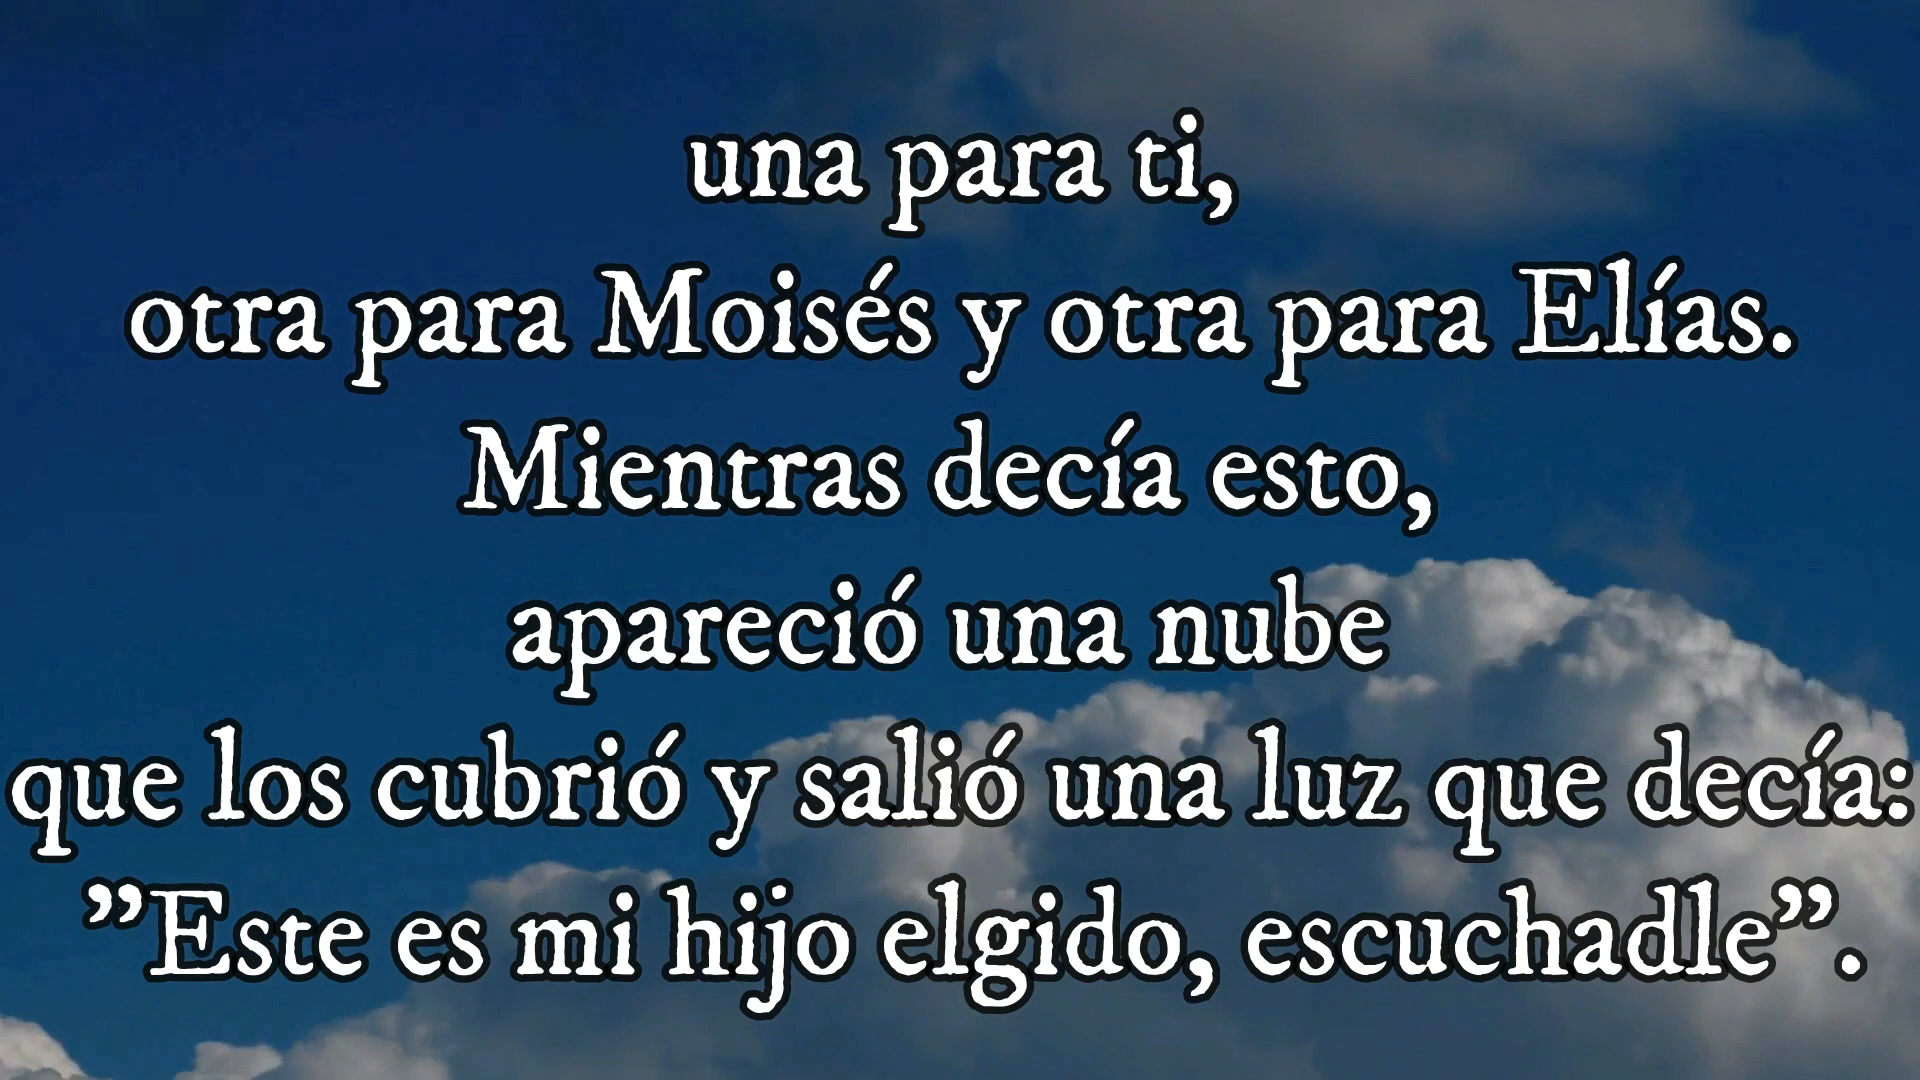 una para ti,
otra para Moisés y otra para Elías.
Mientras decía esto,
apareció una nube
que los cubrió y salió una luz que decía:
”Este es mi hijo elgido, escuchadle”.